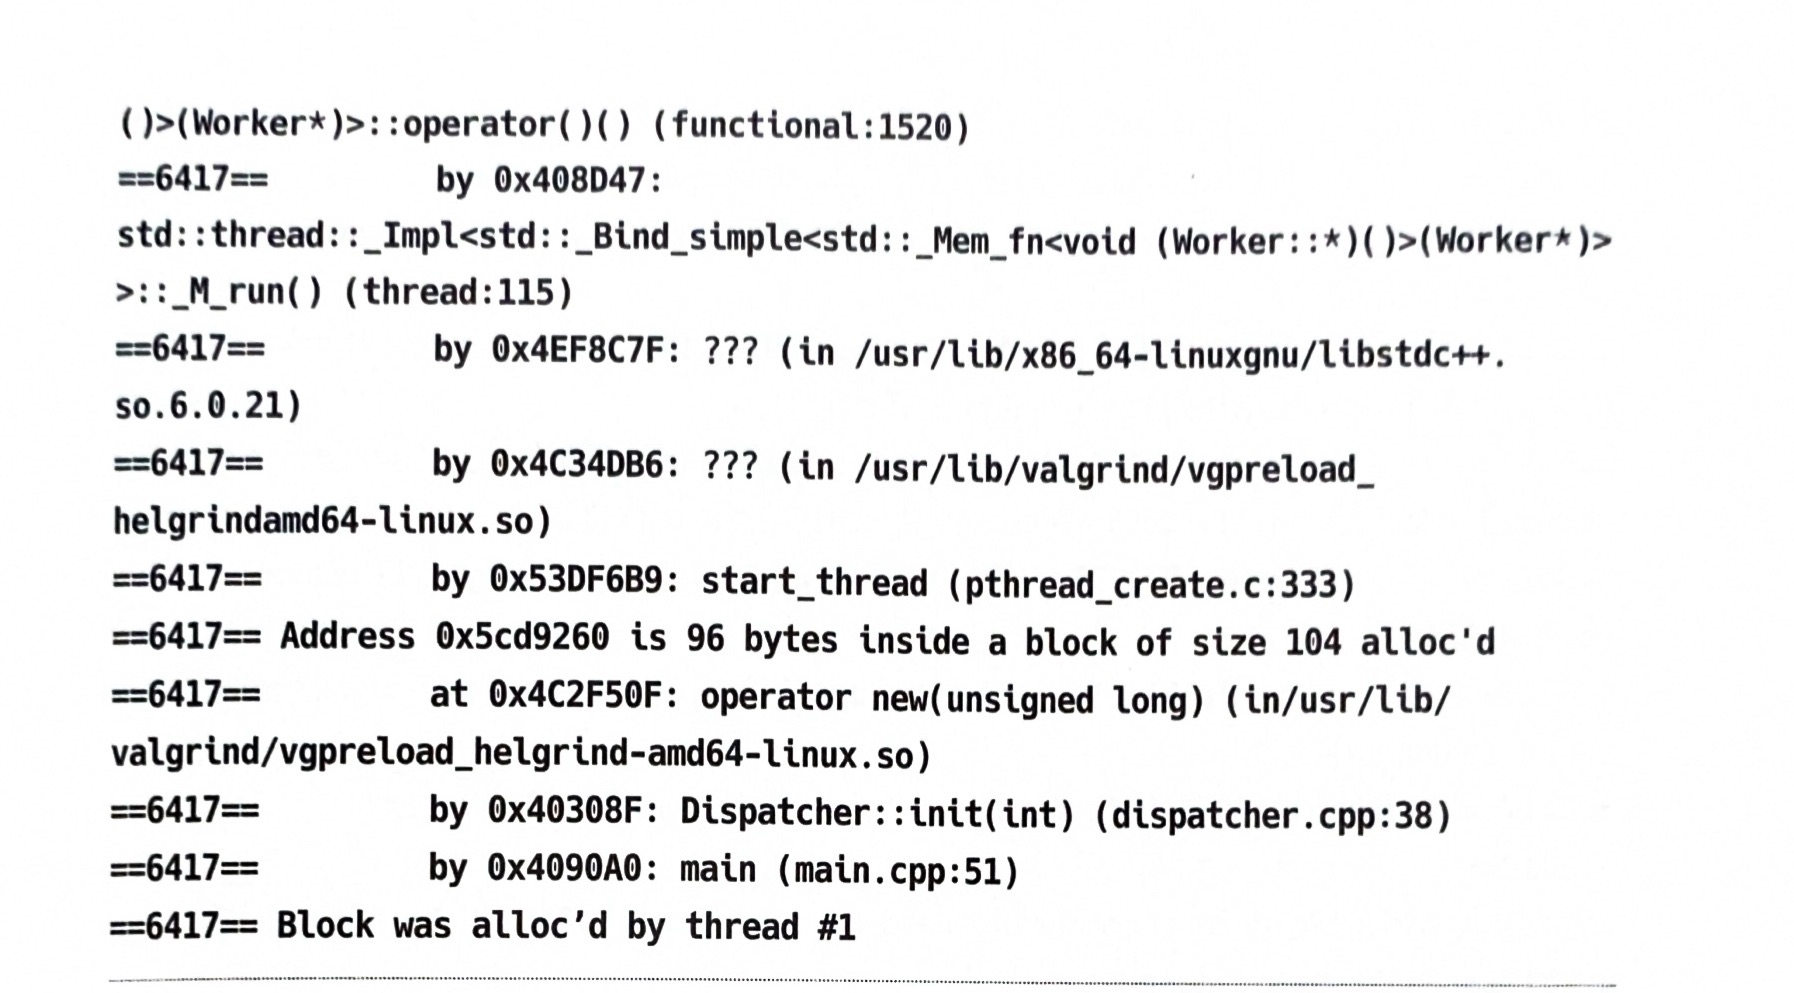 ()>(Worker*)>::operator()() (functional:1520)
==6417==         by 0x408D47:
std::thread::_Impl<std::_Bind_simple<std::_Mem_fn<void (Worker::*)()>(Worker*)>
>::_M_run() (thread:115)
==6417==         by 0x4EF8C7F: ??? (in /usr/lib/x86_64-linuxgnu/libstdc++.
so.6.0.21)
==6417==         by 0x4C34DB6: ??? (in /usr/lib/valgrind/vgpreload_
helgrindamd64-linux.so)
==6417==         by 0x53DF6B9: start_thread (pthread_create.c:333)
==6417== Address 0x5cd9260 is 96 bytes inside a block of size 104 alloc'd
==6417==         at 0x4C2F50F: operator new(unsigned long) (in/usr/lib/
valgrind/vgpreload_helgrind-amd64-linux.so)
==6417==         by 0x40308F: Dispatcher::init(int) (dispatcher.cpp:38)
==6417==         by 0x4090A0: main (main.cpp:51)
==6417== Block was alloc’d by thread #1